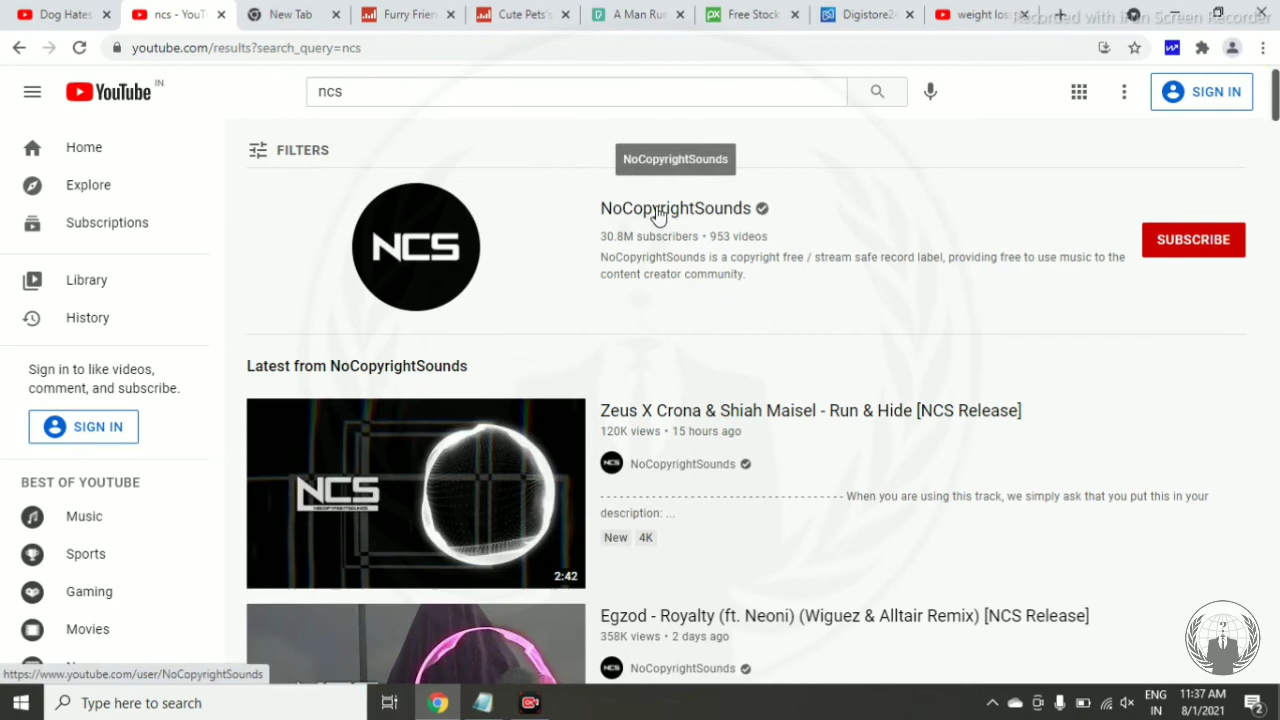 Dog Hates
ncs - YouT
New Tab
Furry Frien
Cute Pets's
A Man Run
Free Stock
Digistore2
weight los
Recorded with iFun Screen Recorder
youtube.com/results?search_query=ncs
YouTube IN
ncs
SIGN IN
Home
Explore
Subscriptions
Library
History
Sign in to like videos,
comment, and subscribe.
SIGN IN
BEST OF YOUTUBE
Music
Sports
Gaming
Movies
FILTERS
NoCopyrightSounds
NCS
NoCopyrightSounds
30.8M subscribers • 953 videos
NoCopyrightSounds is a copyright free / stream safe record label, providing free to use music to the
content creator community.
SUBSCRIBE
Latest from NoCopyrightSounds
NCS
NOCOPYRIGHTSOUNDS
2:42
Zeus X Crona & Shiah Maisel - Run & Hide [NCS Release]
120K views • 15 hours ago
NCS NoCopyrightSounds
- - - - - - - - - - - - - - - - - - - - - - - - - - - - - - - - - - - When you are using this track, we simply ask that you put this in your
description: ...
New 4K
Egzod - Royalty (ft. Neoni) (Wiguez & Alltair Remix) [NCS Release]
358K views • 2 days ago
NCS NoCopyrightSounds
https://www.youtube.com/user/NoCopyrightSounds
Type here to search
ENG
IN
11:37 AM
8/1/2021
2